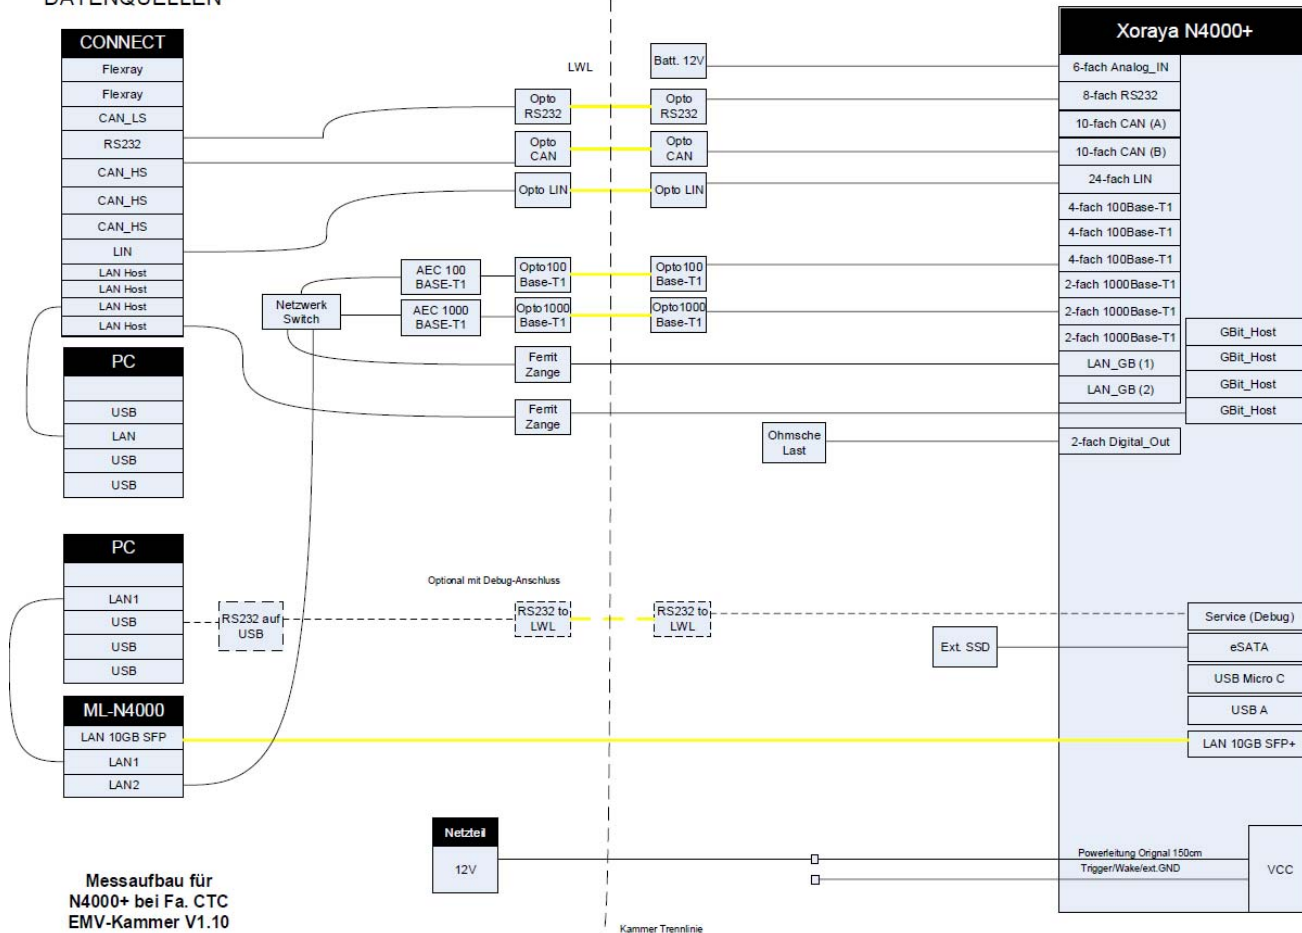 DATENQUELLEN
CONNECT
Flexray
Flexray
CAN_LS
RS232
CAN_HS
CAN_HS
CAN_HS
LIN
LAN Host
LAN Host
LAN Host
LAN Host
PC
USB
LAN
USB
USB
PC
LAN1
USB
USB
USB
ML-N4000
LAN 10GB SFP
LAN1
LAN2
Messaufbau für
N4000+ bei Fa. CTC
EMV-Kammer V1.10
Netzwerk
Switch
RS232 auf
USB
AEC 100
BASE-T1
AEC 1000
BASE-T1
LWL
Opto
RS232
Opto
CAN
Opto LIN
Opto100
Base-T1
Opto1000
Base-T1
Ferrit
Zange
Ferrit
Zange
Optional mit Debug-Anschluss
RS232 to
LWL
Netzteil
12V
Batt. 12V
Opto
RS232
Opto
CAN
Opto LIN
Opto100
Base-T1
Opto1000
Base-T1
Ohmsche
Last
RS232 to
LWL
Ext. SSD
Kammer Trennlinie
Xoraya N4000+
6-fach Analog_IN
8-fach RS232
10-fach CAN (A)
10-fach CAN (B)
24-fach LIN
4-fach 100Base-T1
4-fach 100Base-T1
4-fach 100Base-T1
2-fach 1000Base-T1
2-fach 1000Base-T1
2-fach 1000Base-T1
LAN_GB (1)
LAN_GB (2)
2-fach Digital_Out
GBit_Host
GBit_Host
GBit_Host
GBit_Host
Service (Debug)
eSATA
USB Micro C
USB A
LAN 10GB SFP+
Powerleitung Orignal 150cm
Trigger/Wake/ext.GND
VCC